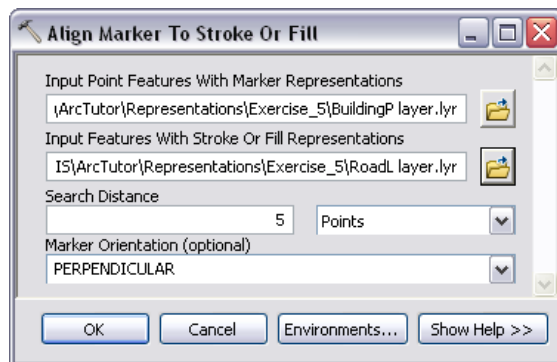 Align Marker To Stroke Or Fill
Input Point Features With Marker Representations
\ArcTutor\Representations\Exercise_5\BuildingP layer.lyr
Input Features With Stroke Or Fill Representations
IS\ArcTutor\Representations\Exercise_5\RoadL layer.lyr
Search Distance
5 Points
Marker Orientation (optional)
PERPENDICULAR
OK Cancel Environments... Show Help >>